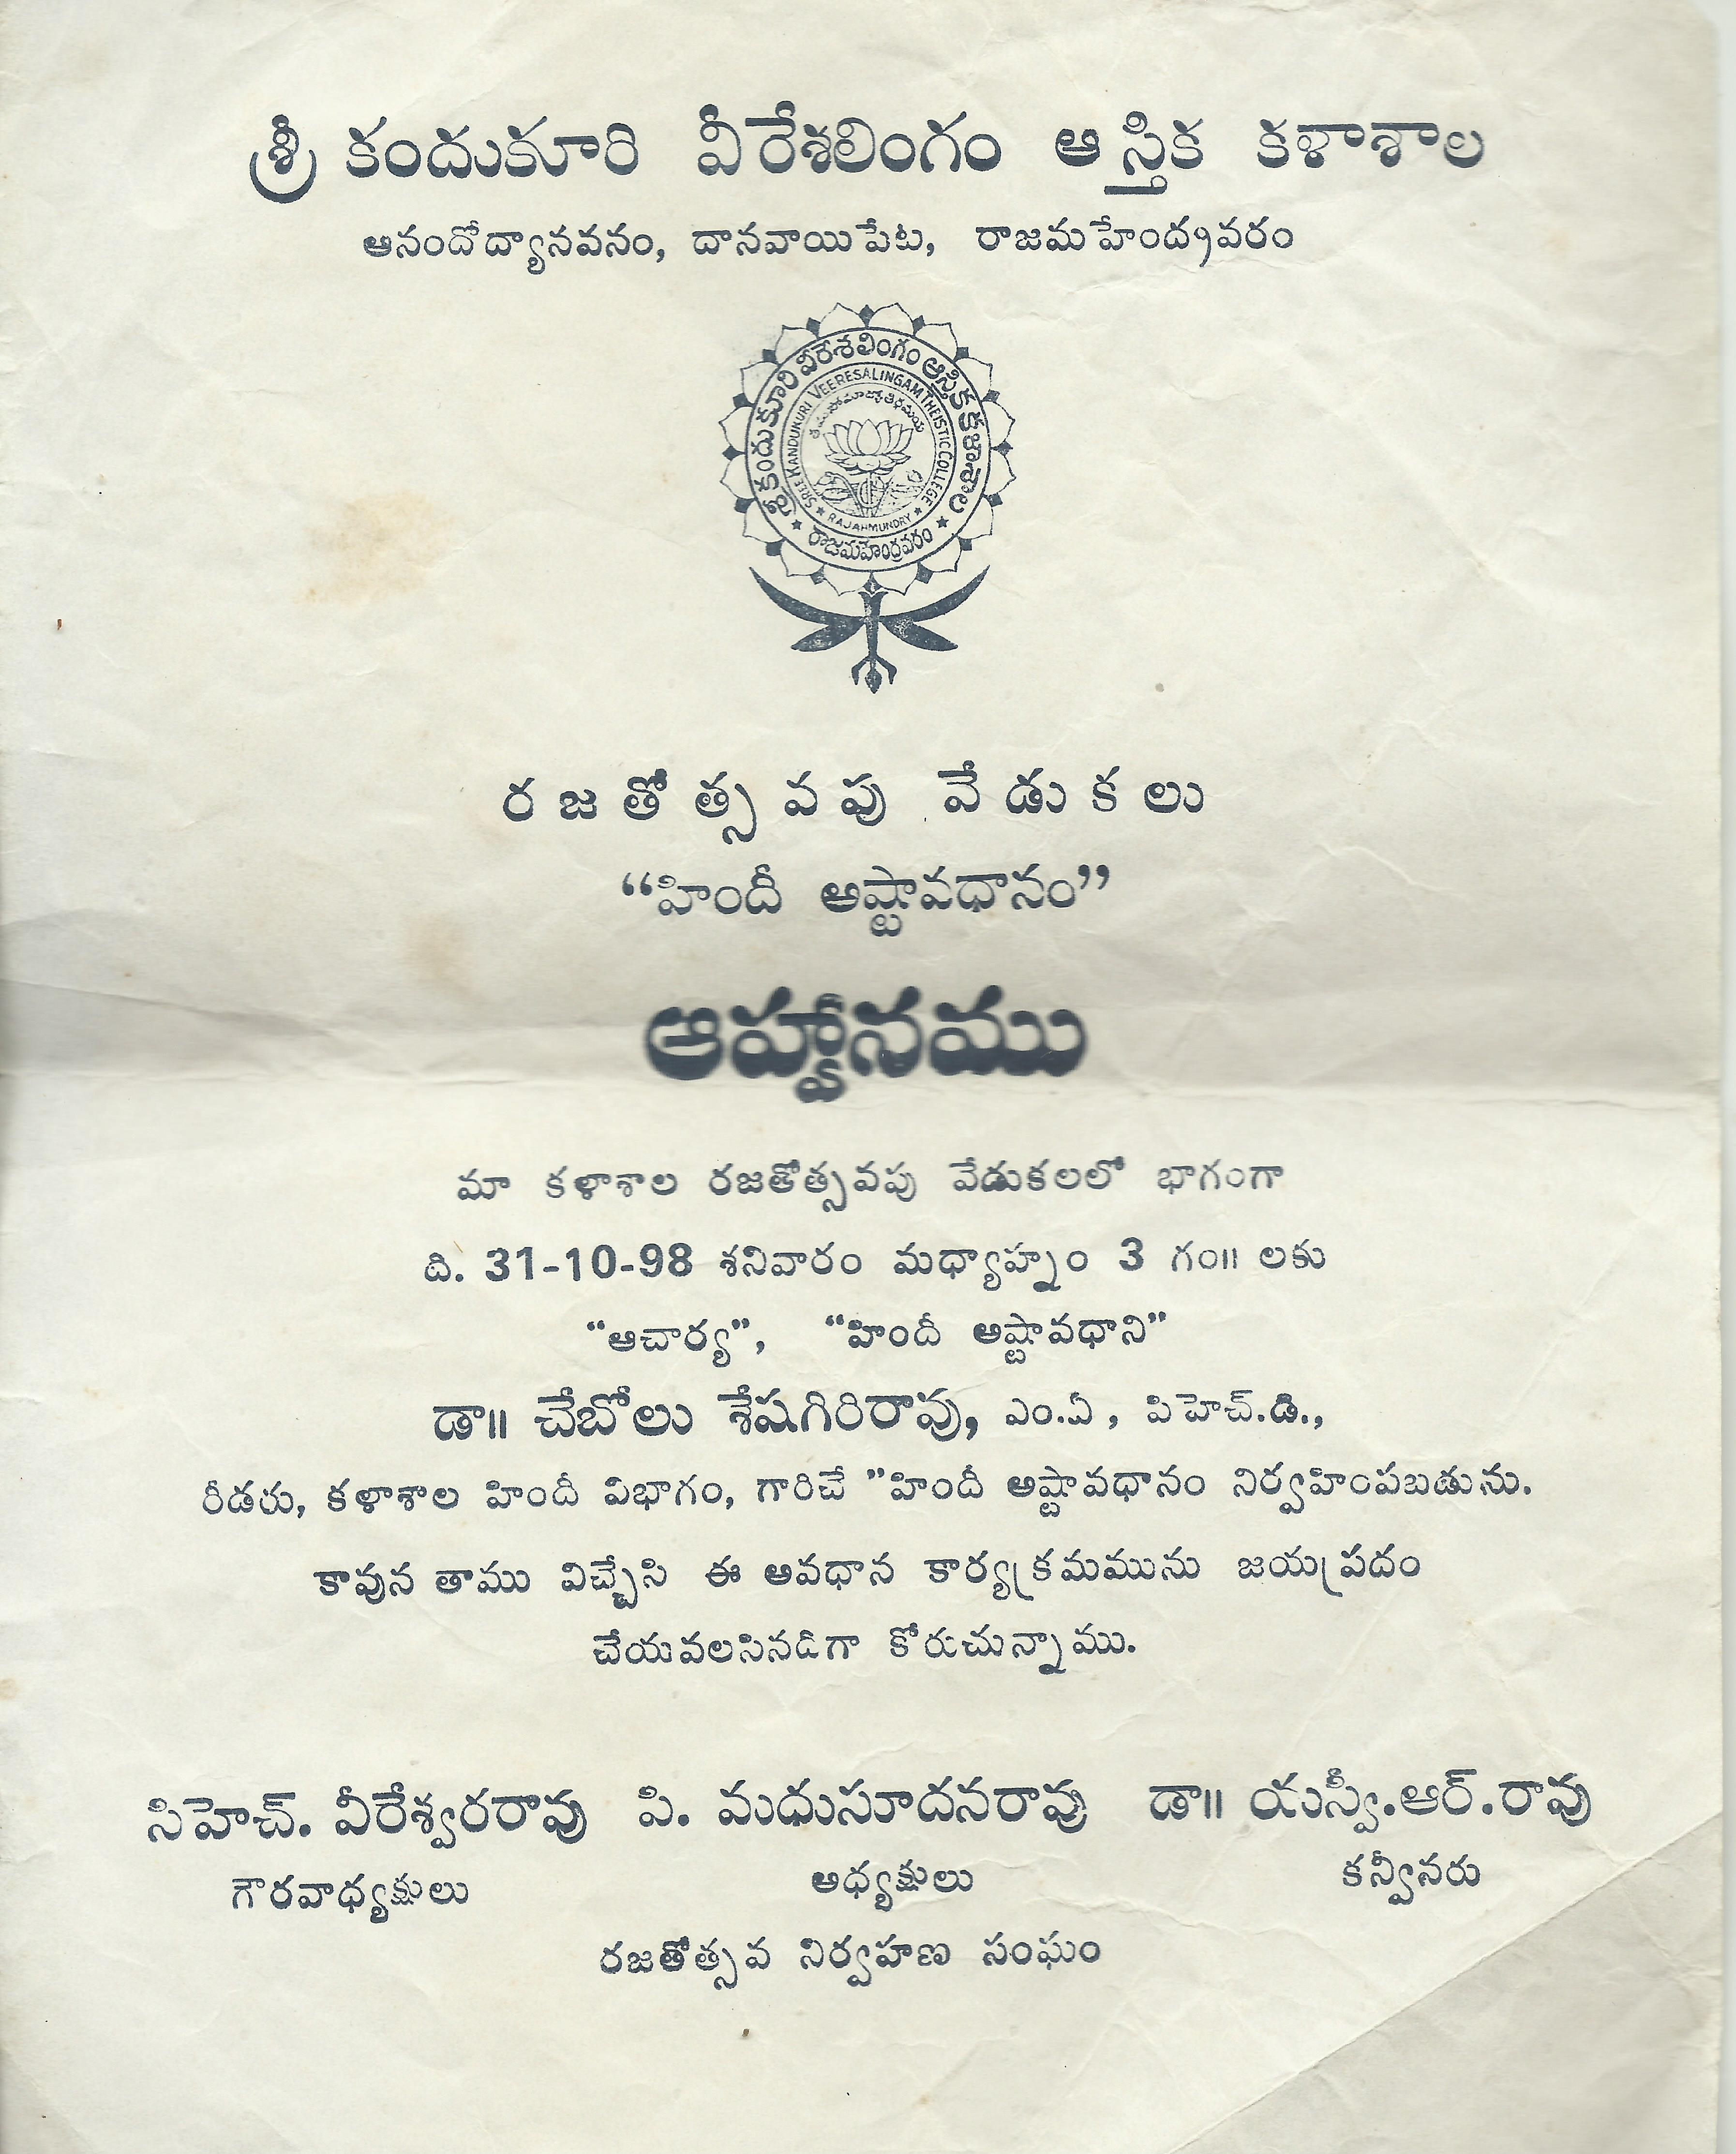 శ్రీ కందుకూరి వీరేశలింగం ఆస్తిక కళాశాల
ఆనందోద్యానవనం, దానవాయిపేట, రాజమహేంద్రవరం
శ్రీ కందుకూరి వీరేశలింగం ఆస్తిక కళాశాల
SREE KANDUKURI VEERESALINGAM THEISTIC COLLEGE
తమసోమాజ్యోతిర్గమయ
★ RAJAHMUNDRY ★
★ రాజమహేంద్రవరం ★
రజతోత్సవపు వేడుకలు
“హిందీ అష్టావధానం”
ఆహ్వానము
మా కళాశాల రజతోత్సవపు వేడుకలలో భాగంగా
ది. 31-10-98 శనివారం మధ్యాహ్నం 3 గం॥ లకు
“ఆచార్య”, “హిందీ అష్టావధాని”
డా॥ చేబోలు శేషగిరిరావు, ఎం.ఏ, పిహెచ్.డి.,
రీడరు, కళాశాల హిందీ విభాగం, గారిచే ”హిందీ అష్టావధానం నిర్వహింపబడును.
కావున తాము విచ్చేసి ఈ అవధాన కార్యక్రమమును జయప్రదం
చేయవలసినదిగా కోరుచున్నాము.
సిహెచ్. వీరేశ్వరరావు పి. మధుసూదనరావు డా॥ యస్వీ.ఆర్.రావు
గౌరవాధ్యక్షులు అధ్యక్షులు కన్వీనరు
రజతోత్సవ నిర్వహణ సంఘం